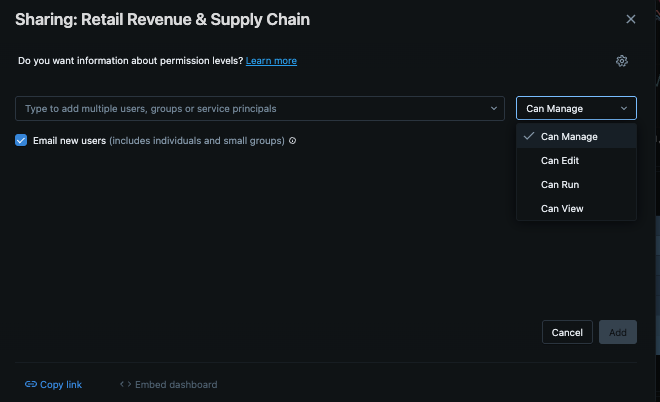 Sharing: Retail Revenue & Supply Chain
Do you want information about permission levels? Learn more
Type to add multiple users, groups or service principals
Can Manage
Email new users (includes individuals and small groups)
Can Manage
Can Edit
Can Run
Can View
Cancel
Add
Copy link
Embed dashboard